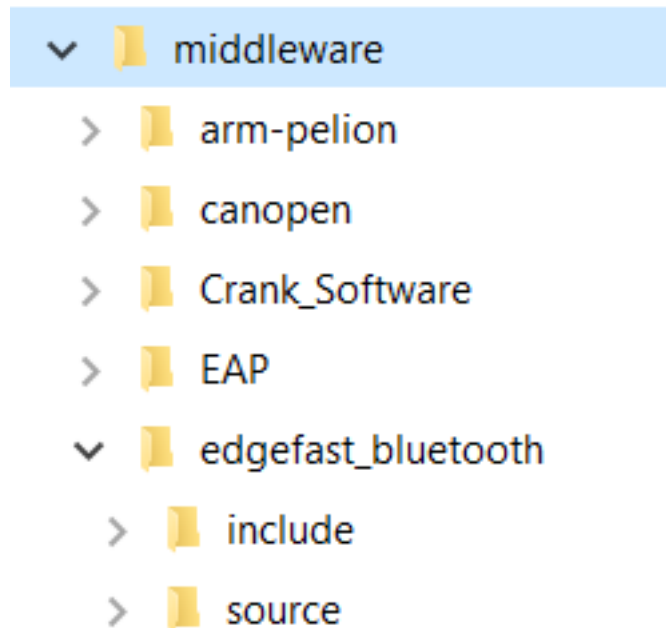 middleware
arm-pelion
canopen
Crank_Software
EAP
edgefast_bluetooth
include
source